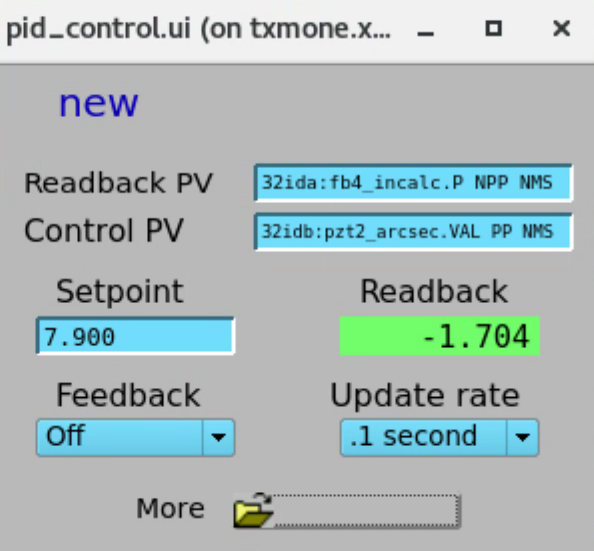 pid_control.ui (on txmone.x...
new
Readback PV 32ida:fb4_incalc.P NPP NMS
Control PV 32idb:pzt2_arcsec.VAL PP NMS
Setpoint Readback
7.900 -1.704
Feedback Update rate
Off .1 second
More